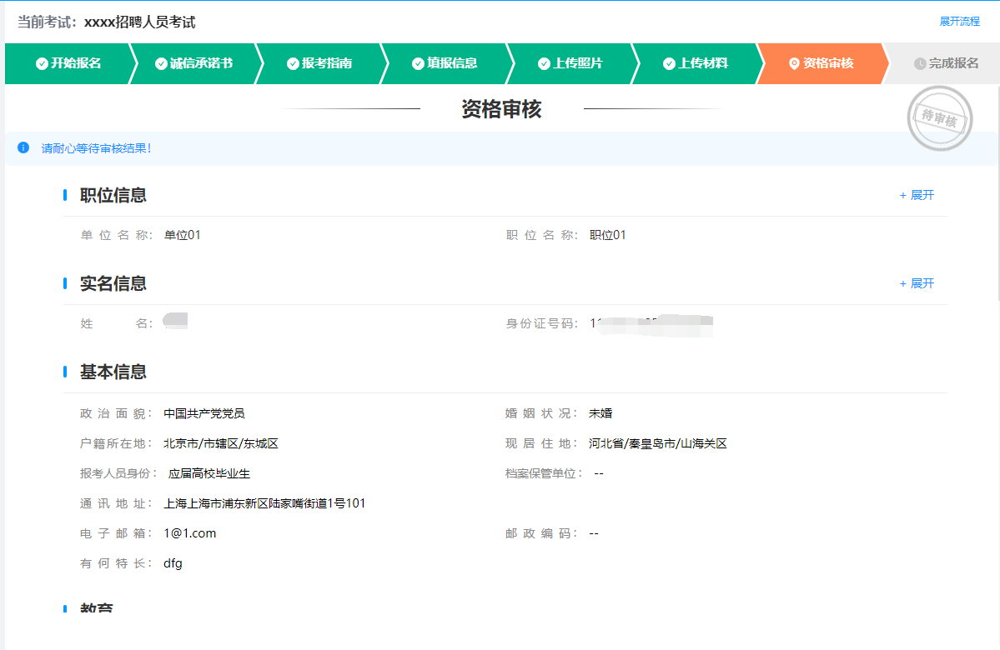 当前考试：xxxx招聘人员考试 展开流程
开始报名 诚信承诺书 报考指南 填报信息 上传照片 上传材料 资格审核 完成报名
资格审核
待审核
请耐心等待审核结果！
职位信息 + 展开
单位名称： 单位01 职位名称： 职位01
实名信息 + 展开
姓名： 身份证号码： 11
基本信息
政治面貌： 中国共产党党员 婚姻状况： 未婚
户籍所在地： 北京市/市辖区/东城区 现居住地： 河北省/秦皇岛市/山海关区
报考人员身份： 应届高校毕业生 档案保管单位： --
通讯地址： 上海上海市浦东新区陆家嘴街道1号101
电子邮箱： 1@1.com 邮政编码： --
有何特长： dfg
教育